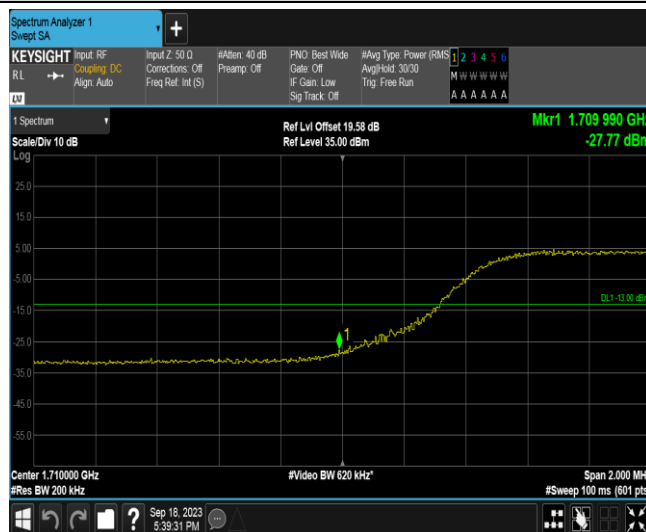 Spectrum Analyzer 1
Swept SA
+
KEYSIGHT
RL
LXI
Input: RF
Coupling: DC
Align: Auto
Input Z: 50 Ω
Corrections: Off
Freq Ref: Int (S)
#Atten: 40 dB
Preamp: Off
PNO: Best Wide
Gate: Off
IF Gain: Low
Sig Track: Off
#Avg Type: Power (RMS
Avg|Hold: 30/30
Trig: Free Run
1 2 3 4 5 6
M W W W W W
A A A A A A
1 Spectrum
Scale/Div 10 dB
Log
Ref Lvl Offset 19.58 dB
Ref Level 35.00 dBm
Mkr1 1.709 990 GHz
-27.77 dBm
25.0
15.0
5.00
-5.00
-15.0
-25.0
-35.0
-45.0
-55.0
1
DL1 -13.00 dBm
Center 1.710000 GHz
#Res BW 200 kHz
#Video BW 620 kHz*
Span 2.000 MH
#Sweep 100 ms (601 pts
?
Sep 18, 2023
5:39:31 PM